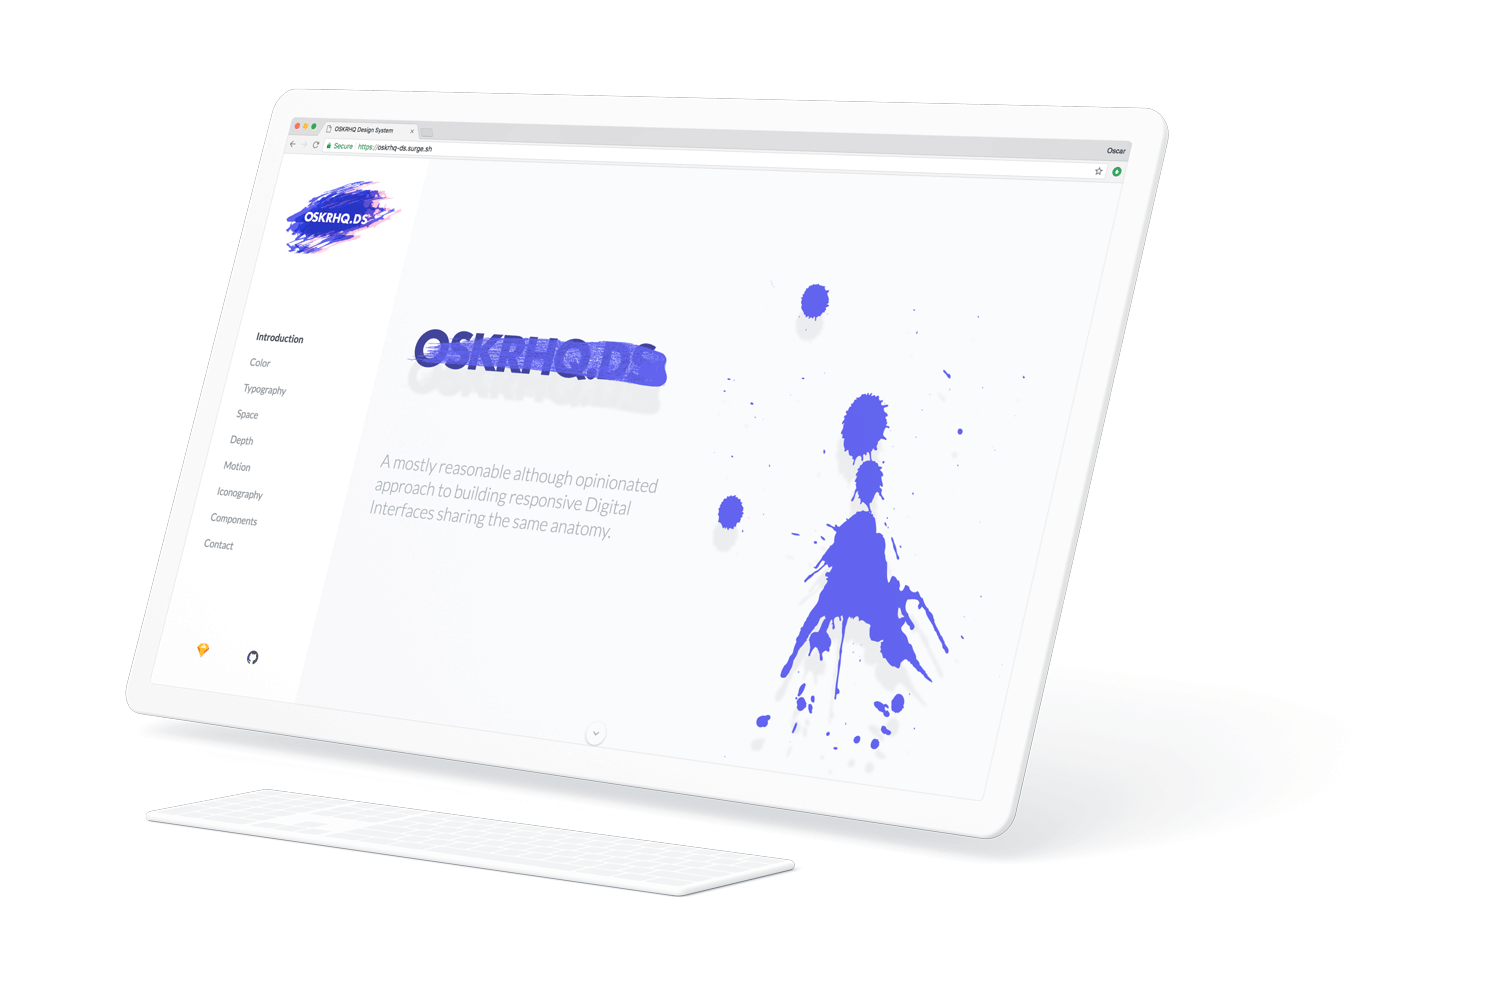 OSKRHQ Design System
Oscar
Secure
https://oskrhq-ds.surge.sh
OSKRHQ.DS
Introduction
Color
Typography
Space
Depth
Motion
Iconography
Components
Contact
OSKRHQ.DS
A mostly reasonable although opinionated
approach to building responsive Digital
Interfaces sharing the same anatomy.